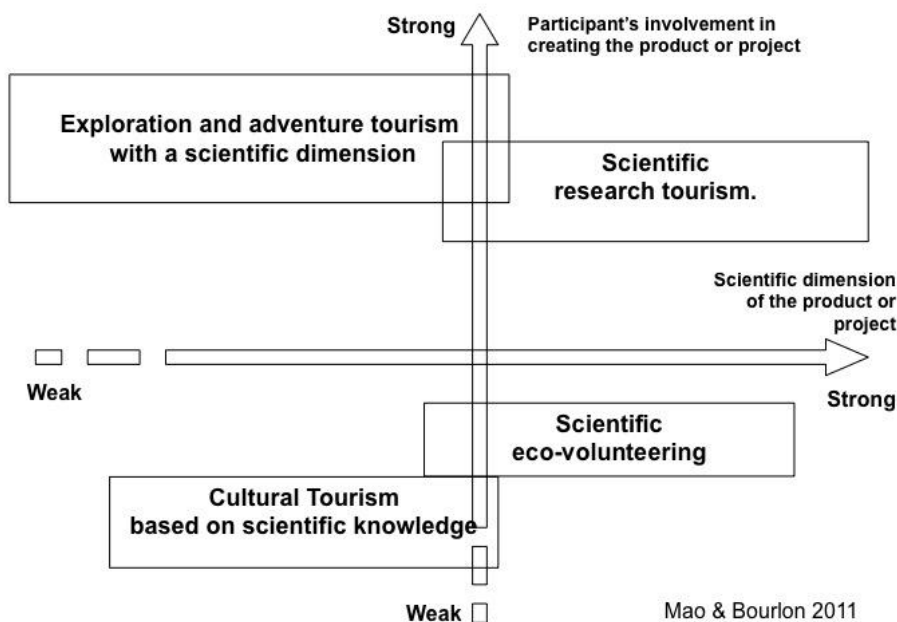 Strong
Participant's involvement in
creating the product or project
Exploration and adventure tourism
with a scientific dimension
Scientific
research tourism.
Scientific dimension
of the product or
project
Weak
Strong
Scientific
eco-volunteering
Cultural Tourism
based on scientific knowledge
Weak
Mao & Bourlon 2011